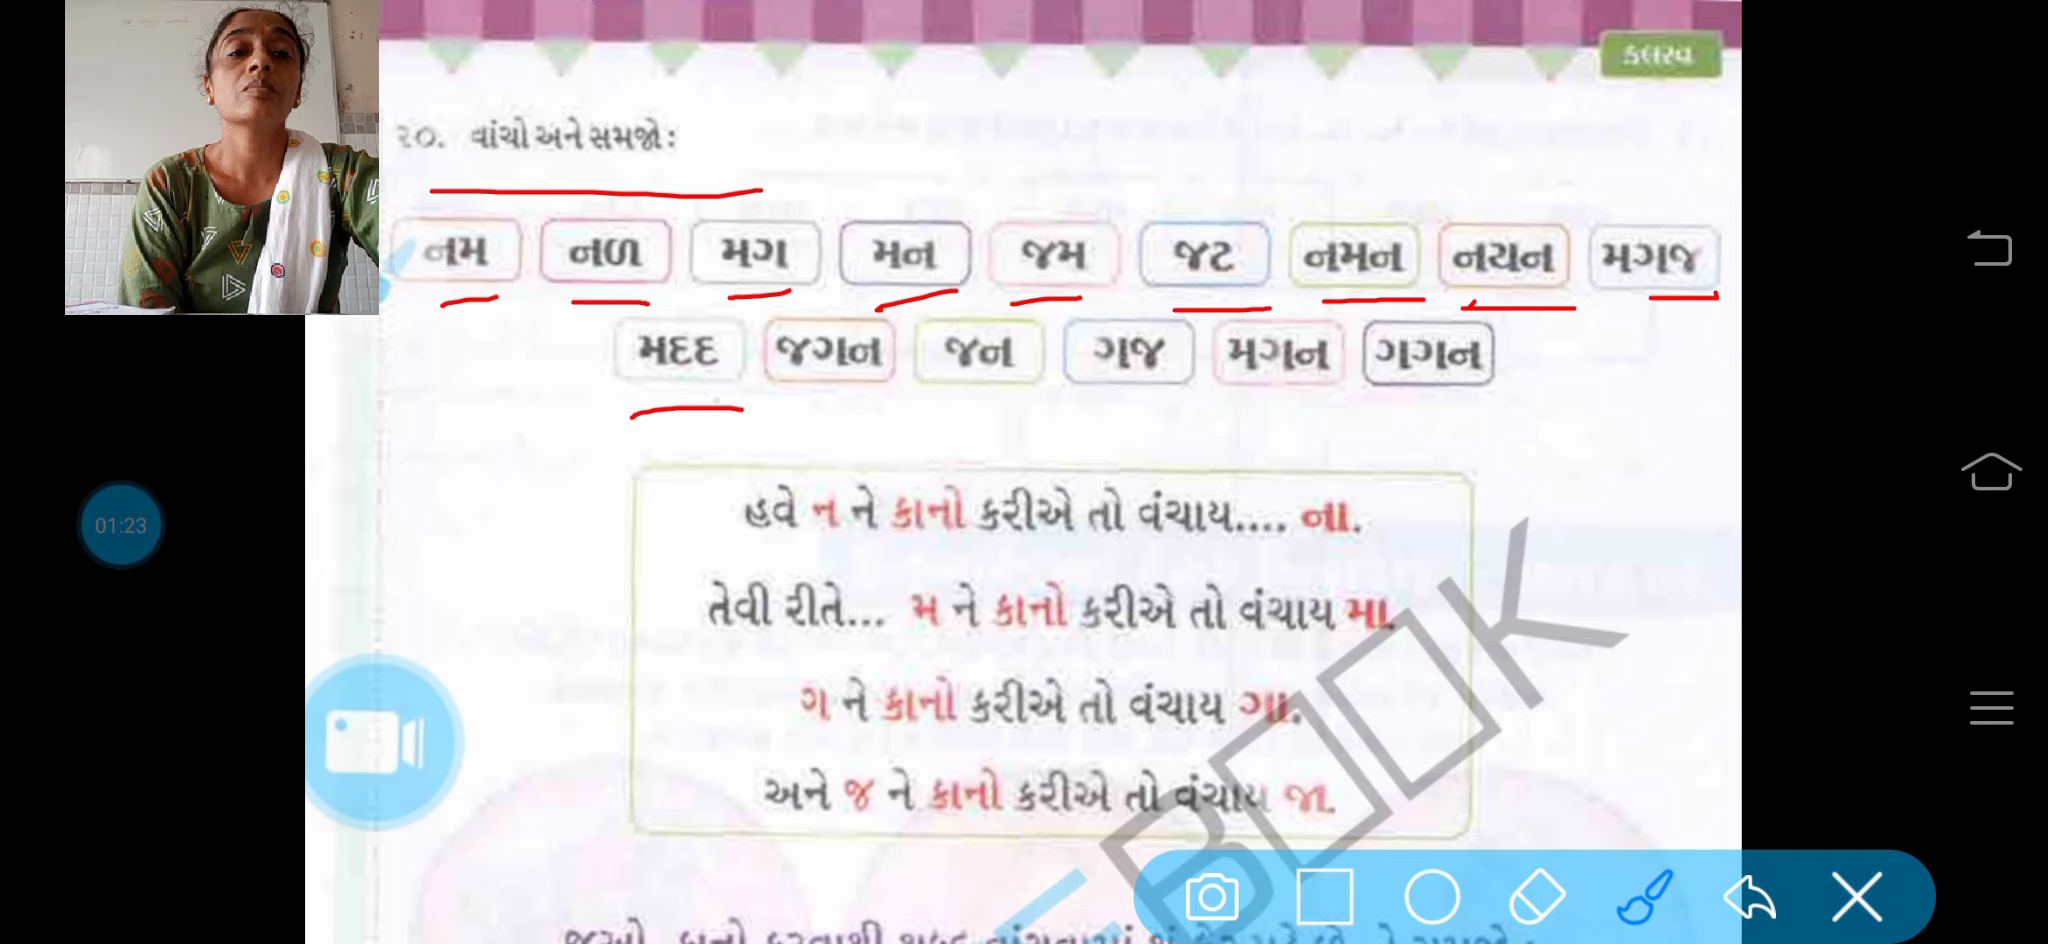 કલરવ
૨૦. વાંચો અને સમજો:
નમ નળ મગ મન જમ જટ નમન નયન મગજ
મદદ જગન જન ગજ મગન ગગન
હવે ન ને કાનો કરીએ તો વંચાય.... ના.
તેવી રીતે... મ ને કાનો કરીએ તો વંચાય મા.
ગ ને કાનો કરીએ તો વંચાય ગા.
અને જ ને કાનો કરીએ તો વંચાય જા.
01:23